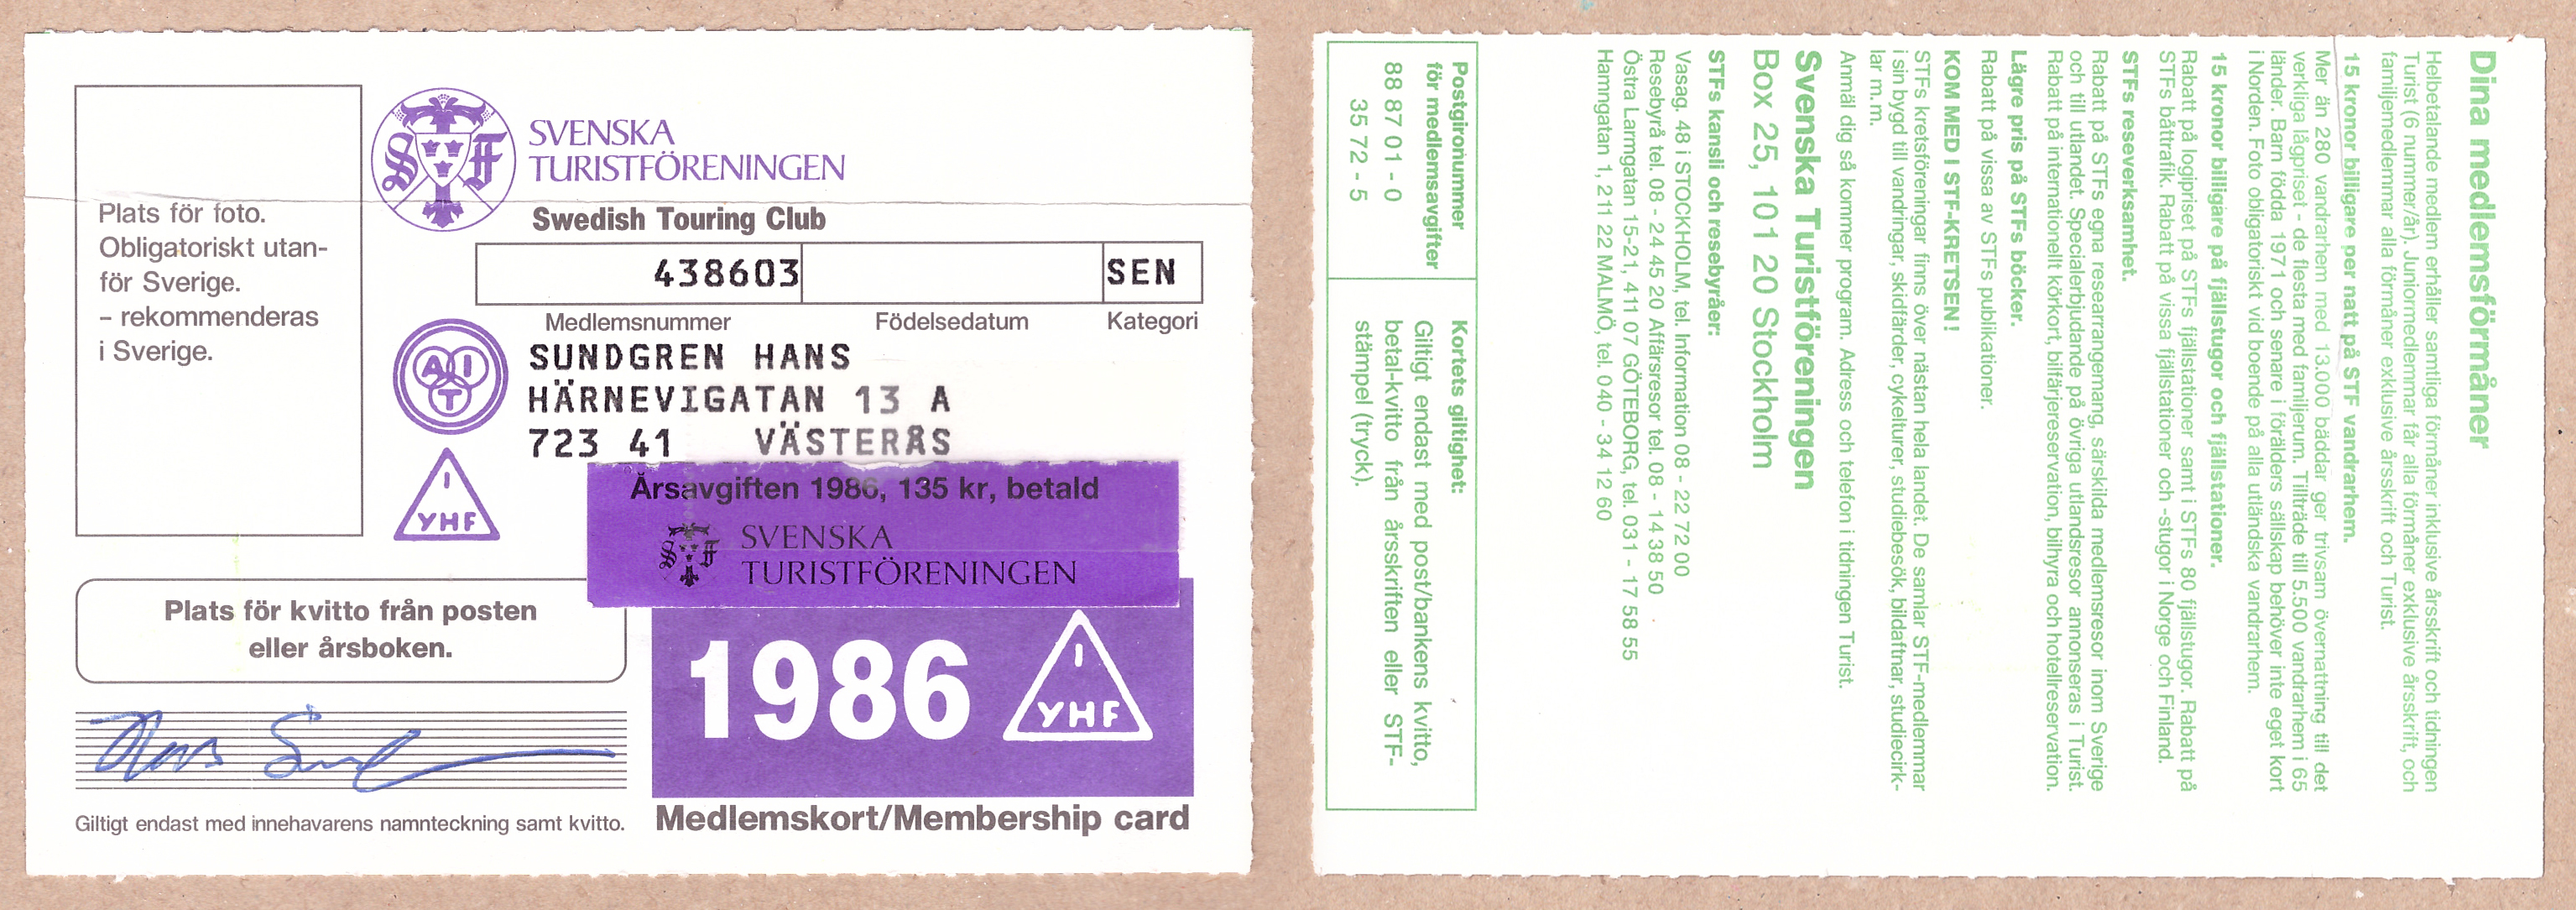 Plats för foto.
Obligatoriskt utan-
för Sverige.
– rekommenderas
i Sverige.
S F
SVENSKA
TURISTFÖRENINGEN
Swedish Touring Club
438603 SEN
Medlemsnummer Födelsedatum Kategori
A I T
SUNDGREN HANS
HÄRNEVIGATAN 13 A
723 41 VÄSTERÅS
I
YHF
Årsavgiften 1986, 135 kr, betald
S F
SVENSKA
TURISTFÖRENINGEN
Plats för kvitto från posten
eller årsboken.
1986
I
YHF
Hans
Giltigt endast med innehavarens namnteckning samt kvitto.
Medlemskort/Membership card
Dina medlemsförmåner
Helbetalande medlem erhåller samtliga förmåner inklusive årsskrift och tidningen
Turist (6 nummer/år). Juniormedlemmar får alla förmåner exklusive årsskrift, och
familjemedlemmar alla förmåner exklusive årsskrift och Turist.
15 kronor billigare per natt på STF vandrarhem.
Mer än 280 vandrarhem med 13.000 bäddar ger trivsam övernattning till det
verkliga lågpriset - de flesta med familjerum. Tillträde till 5.500 vandrarhem i 65
länder. Barn födda 1971 och senare i förälders sällskap behöver inte eget kort
i Norden. Foto obligatoriskt vid boende på alla utländska vandrarhem.
15 kronor billigare på fjällstugor och fjällstationer.
Rabatt på logipriset på STFs fjällstationer samt i STFs 80 fjällstugor. Rabatt på
STFs båttrafik. Rabatt på vissa fjällstationer och -stugor i Norge och Finland.
STFs reseverksamhet.
Rabatt på STFs egna researrangemang, särskilda medlemsresor inom Sverige
och till utlandet. Specialerbjudande på övriga utlandsresor annonseras i Turist.
Rabatt på internationellt körkort, bilfärjereservation, bilhyra och hotellreservation.
Lägre pris på STFs böcker.
Rabatt på vissa av STFs publikationer.
KOM MED I STF-KRETSEN!
STFs kretsföreningar finns över nästan hela landet. De samlar STF-medlemmar
i sin bygd till vandringar, skidfärder, cykelturer, studiebesök, bildaftnar, studiecirk-
lar m.m.
Anmäl dig så kommer program. Adress och telefon i tidningen Turist.
Svenska Turistföreningen
Box 25, 101 20 Stockholm
STFs kansli och resebyråer:
Vasag. 48 i STOCKHOLM, tel. Information 08 - 22 72 00
Resebyrå tel. 08 - 24 45 20 Affärsresor tel. 08 - 14 38 50
Östra Larmgatan 15-21, 411 07 GÖTEBORG, tel. 031 - 17 58 55
Hamngatan 1, 211 22 MALMÖ, tel. 040 - 34 12 60
Postgironummer
för medlemsavgifter
88 87 01 - 0
35 72 - 5
Kortets giltighet:
Giltigt endast med post/bankens kvitto,
betal-kvitto från årsskriften eller STF-
stämpel (tryck).